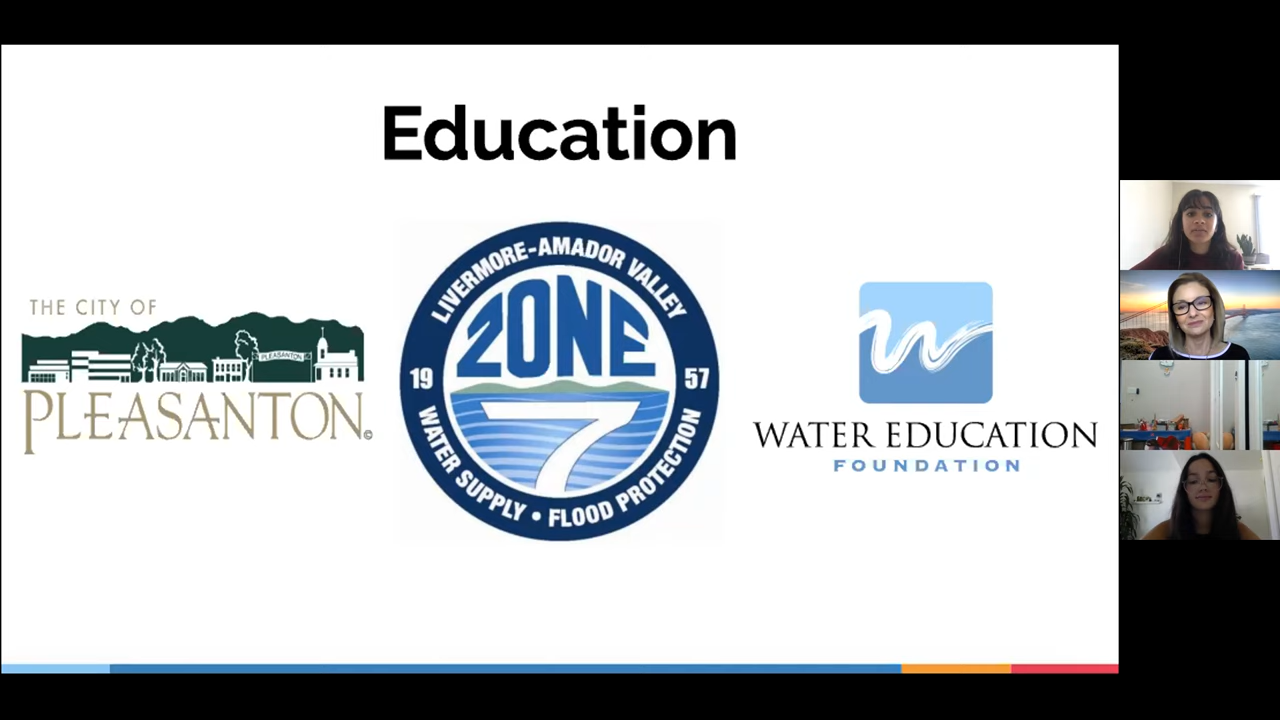 Education
THE CITY OF
PLEASANTON
PLEASANTON©
LIVERMORE-AMADOR VALLEY
ZONE
19 57
7
WATER SUPPLY • FLOOD PROTECTION
W
WATER EDUCATION
FOUNDATION